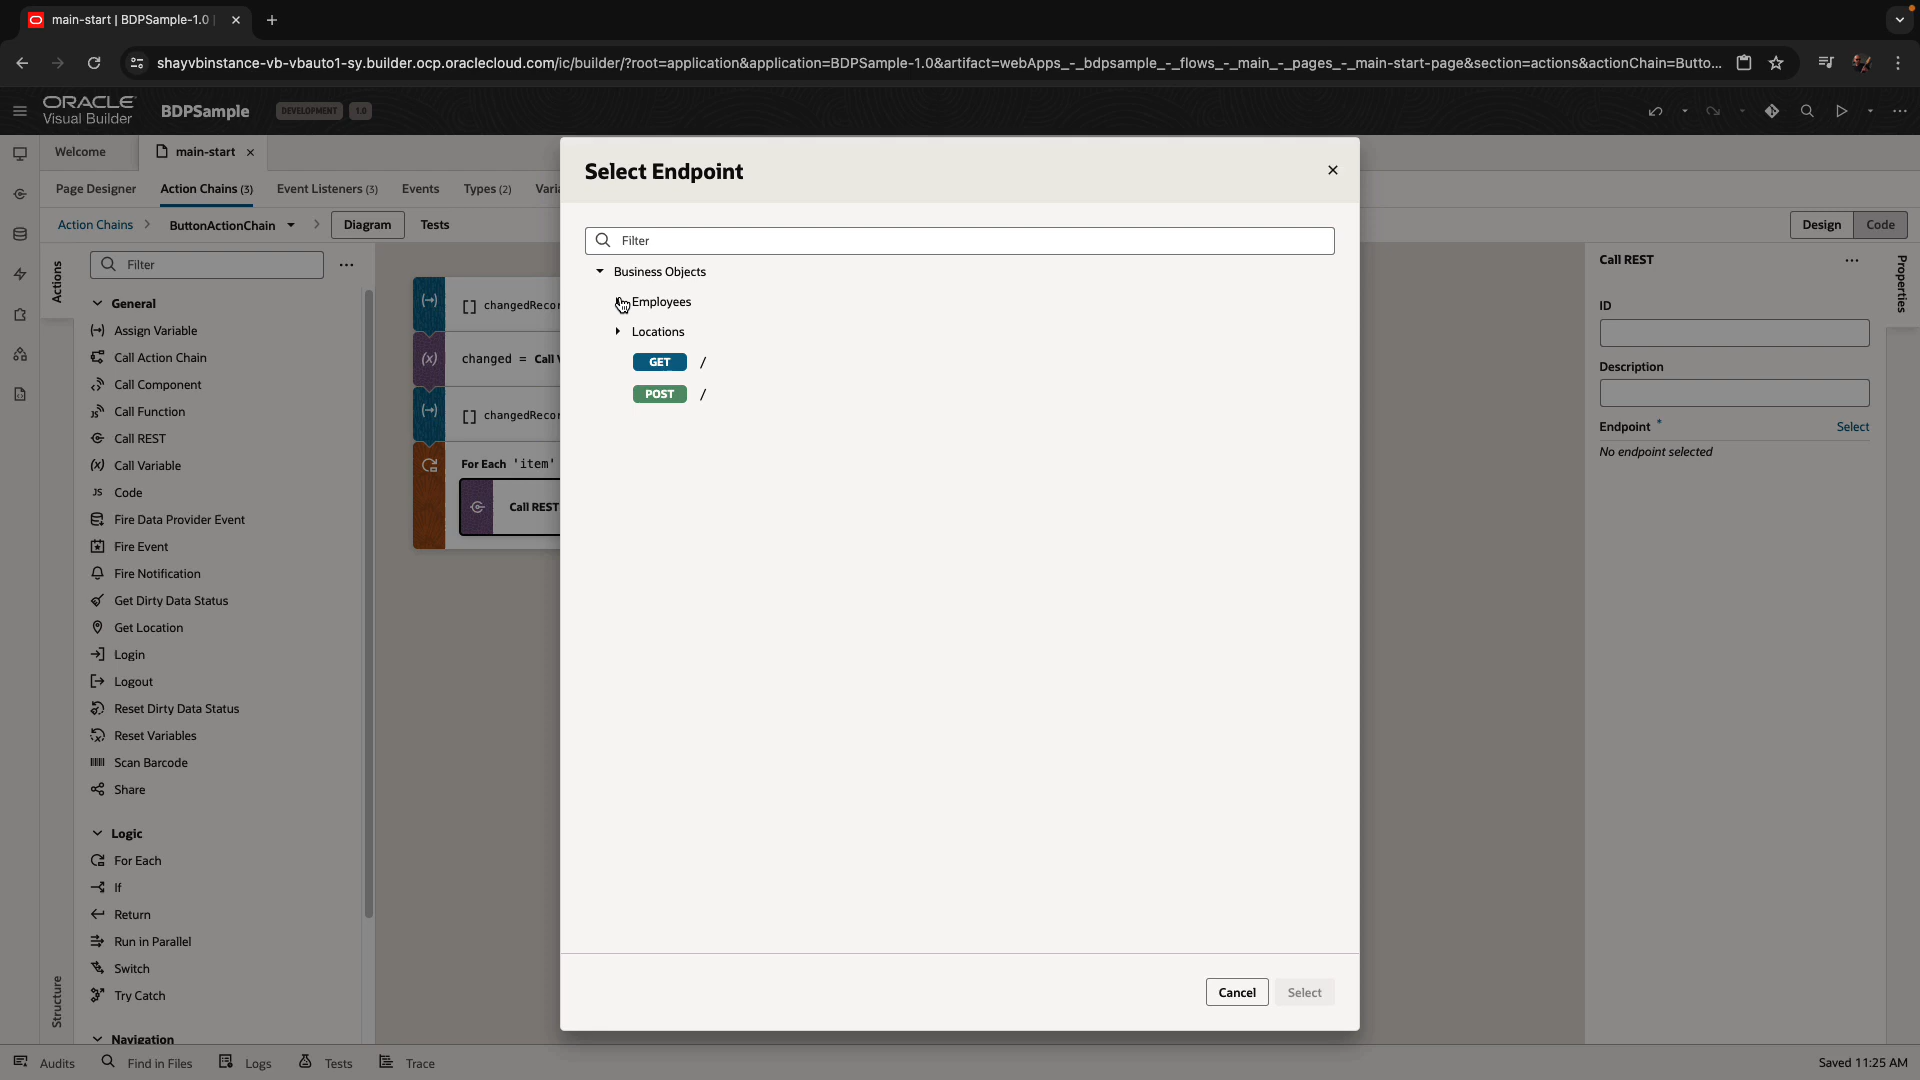 main-start | BDPSample-1.0 |
shayvbinstance-vb-vbauto1-sy.builder.ocp.oraclecloud.com/ic/builder/?root=application&application=BDPSample-1.0&artifact=webApps_-_bdpsample_-_flows_-_main_-_pages_-_main-start-page&section=actions&actionChain=Butto...
ORACLE
Visual Builder
BDPSample
DEVELOPMENT
1.0
Welcome
main-start
Page Designer
Action Chains (3)
Event Listeners (3)
Events
Types (2)
Action Chains
ButtonActionChain
Diagram
Tests
Design
Code
Actions
Structure
Filter
General
Assign Variable
Call Action Chain
Call Component
Call Function
Call REST
Call Variable
JS Code
Fire Data Provider Event
Fire Event
Fire Notification
Get Dirty Data Status
Get Location
Login
Logout
Reset Dirty Data Status
Reset Variables
Scan Barcode
Share
Logic
For Each
If
Return
Run in Parallel
Switch
Try Catch
Navigation
[] changedRecor
(x) changed = Call
[] changedRecor
For Each 'item'
Call REST
Select Endpoint
Filter
Business Objects
Employees
Locations
GET /
POST /
Cancel
Select
Call REST
Properties
ID
Description
Endpoint *
Select
No endpoint selected
Audits
Find in Files
Logs
Tests
Trace
Saved 11:25 AM